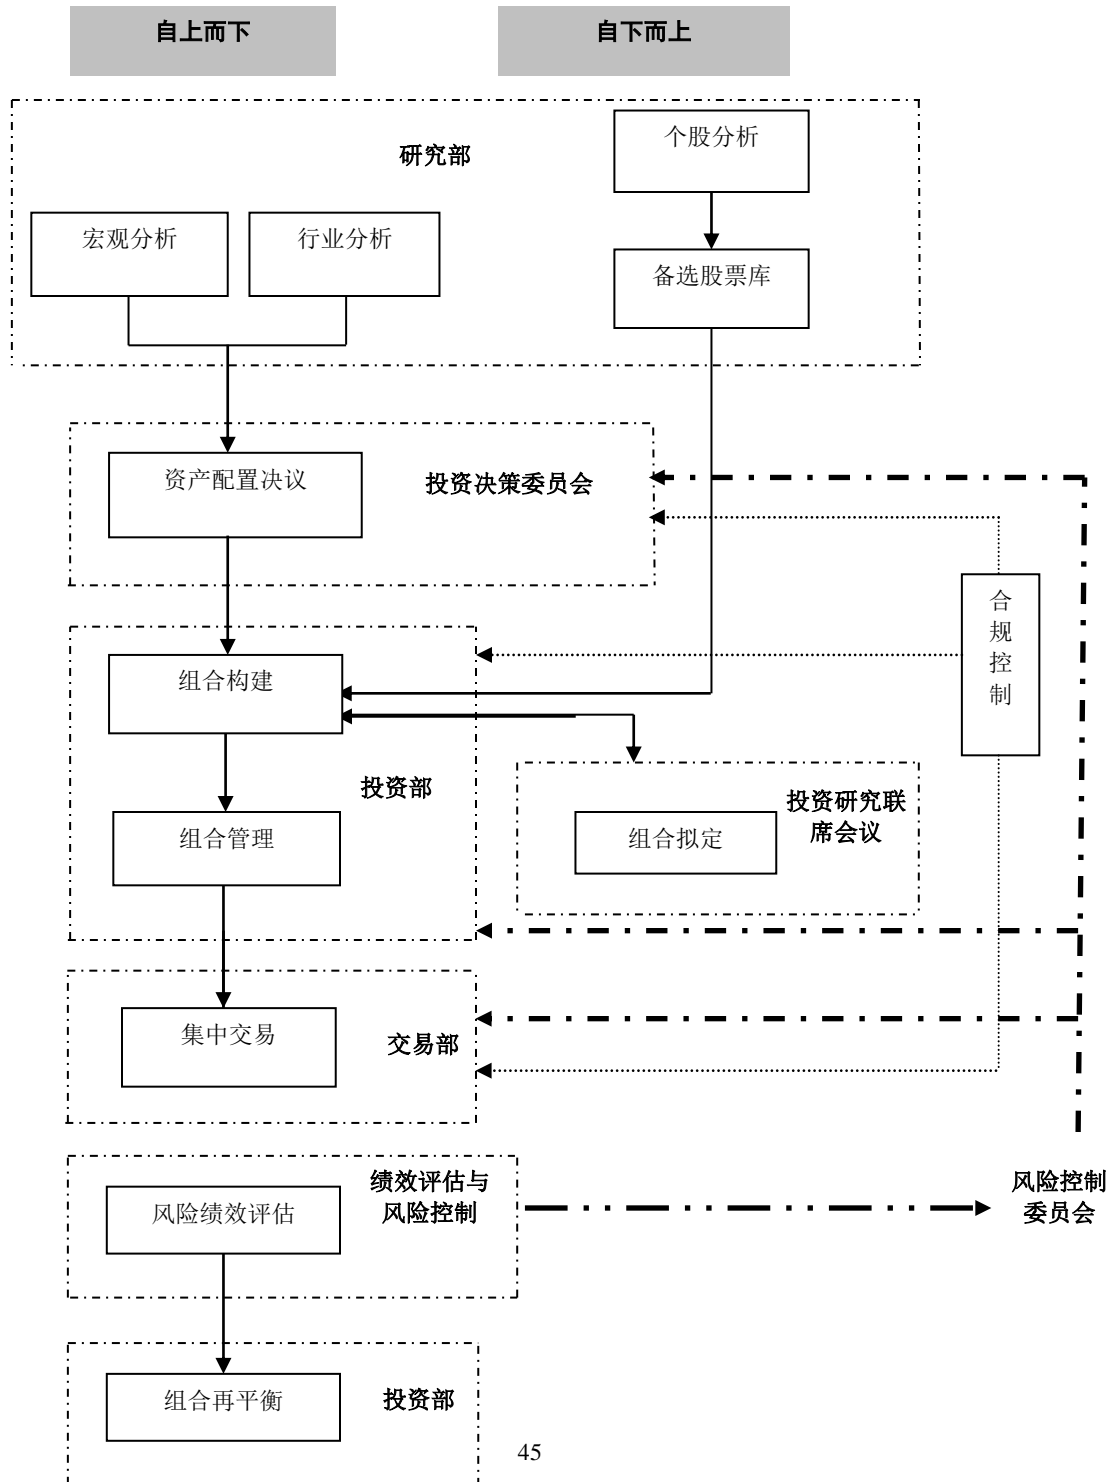 自上而下
自下而上
研究部
个股分析
宏观分析
行业分析
备选股票库
资产配置决议
投资决策委员会
合
规
控
制
组合构建
投资部
投资研究联
席会议
组合管理
组合拟定
集中交易
交易部
绩效评估与
风险控制
风险绩效评估
风险控制
委员会
组合再平衡
投资部
45